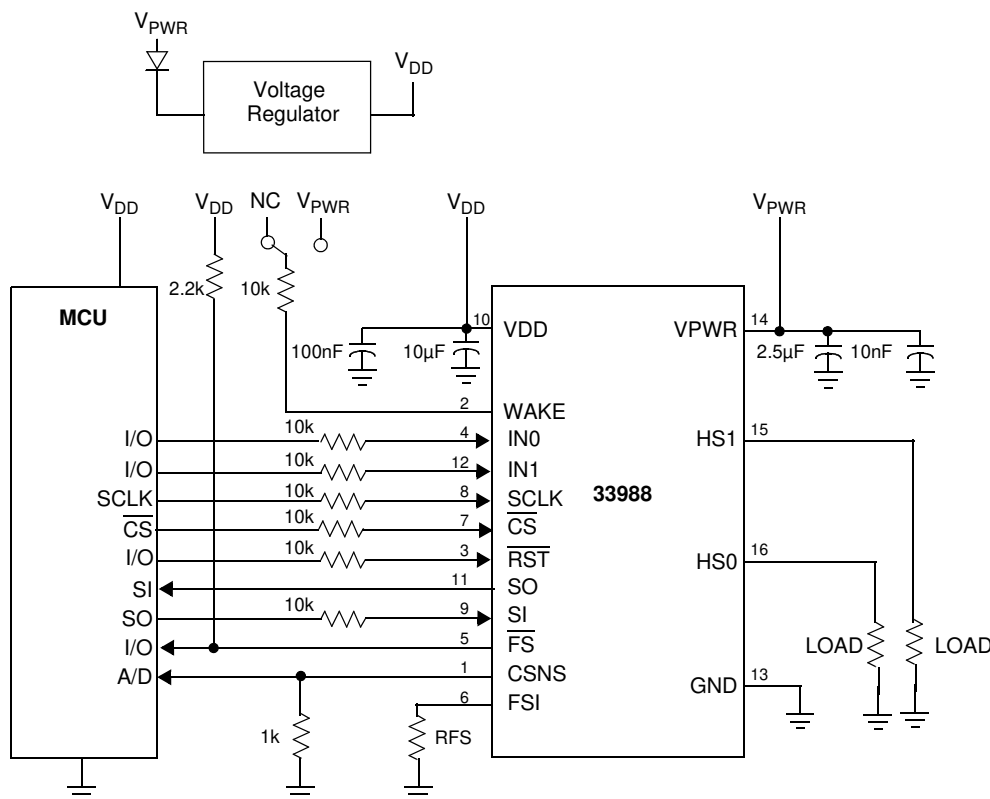 VPWR
VDD
Voltage
Regulator
VDD
VDD
NC
VPWR
VDD
VPWR
2.2k
10k
MCU
10
VDD
VPWR
14
100nF
10µF
2.5µF
10nF
2
WAKE
I/O
10k
4
IN0
HS1
15
I/O
10k
12
IN1
SCLK
10k
8
SCLK
33988
CS
10k
7
CS
I/O
10k
3
RST
HS0
16
SI
11
SO
SO
10k
9
SI
I/O
5
FS
LOAD
LOAD
A/D
1
CSNS
GND
13
6
FSI
1k
RFS